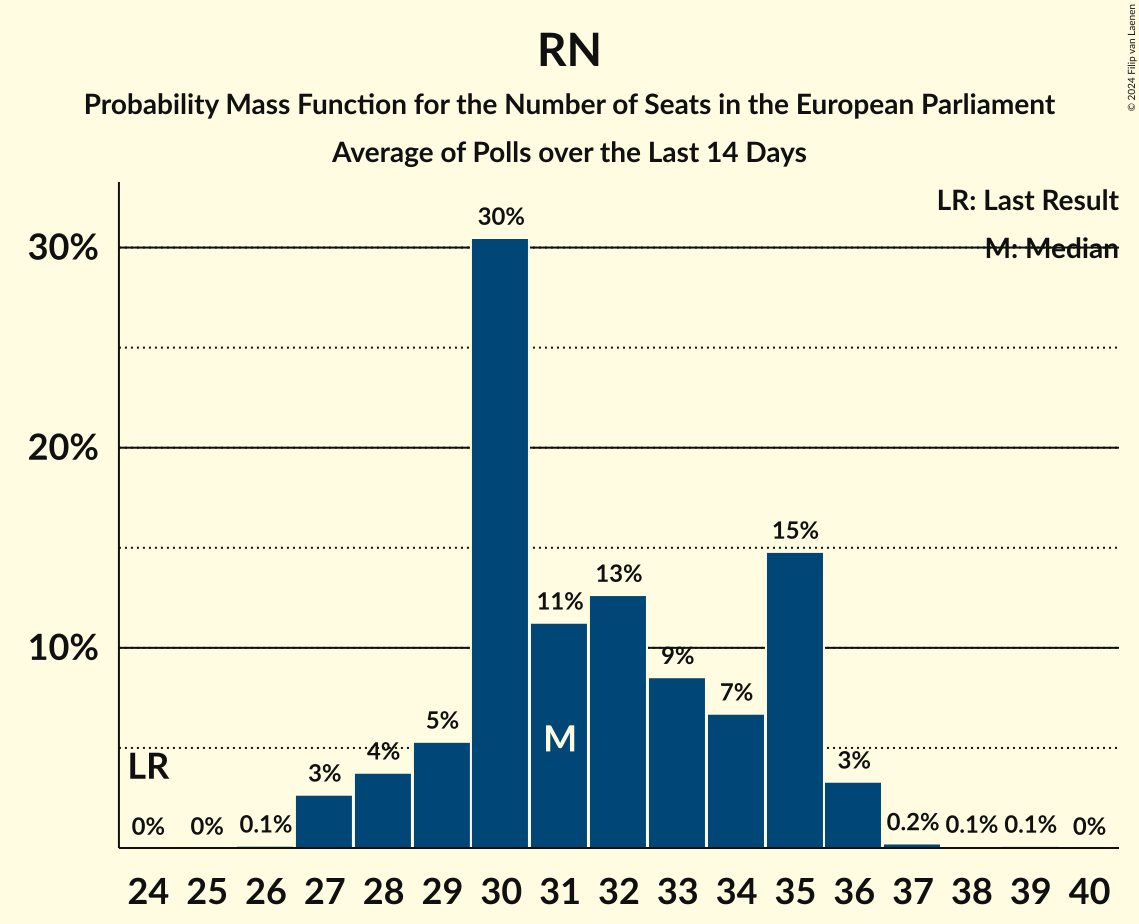 RN
Probability Mass Function for the Number of Seats in the European Parliament
Average of Polls over the Last 14 Days
© 2024 Filip van Laenen
LR: Last Result
M: Median
30%
20%
10%
30%
15%
13%
11%
9%
7%
5%
4%
3%
3%
LR
M
0%
0%
0.1%
0.2%
0.1%
0.1%
0%
24 25 26 27 28 29 30 31 32 33 34 35 36 37 38 39 40